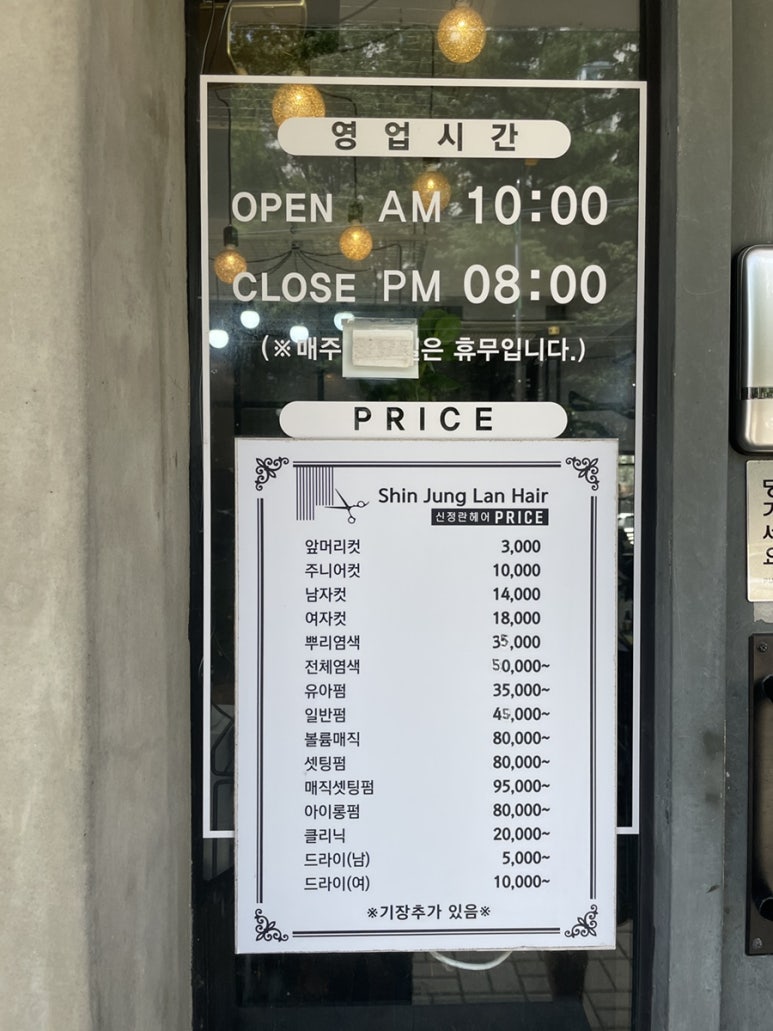 영업시간
OPEN AM 10:00
CLOSE PM 08:00
(※매주 휴무입니다.)
PRICE
Shin Jung Lan Hair
신정란헤어 PRICE
앞머리컷 3,000
주니어컷 10,000
남자컷 14,000
여자컷 18,000
뿌리염색 35,000
전체염색 50,000~
유아펌 35,000~
일반펌 45,000~
볼륨매직 80,000~
셋팅펌 80,000~
매직셋팅펌 95,000~
아이롱펌 80,000~
클리닉 20,000~
드라이(남) 5,000~
드라이(여) 10,000~
※기장추가 있음※